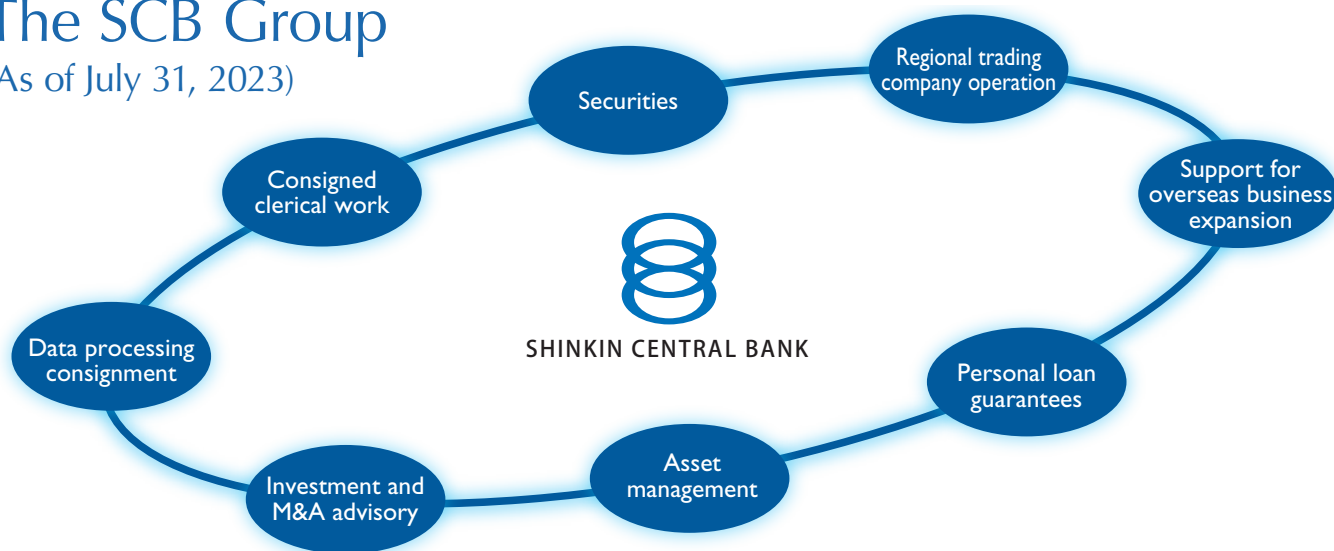 The SCB Group
(As of July 31, 2023)
Regional trading
company operation
Securities
Support for
overseas business
expansion
Consigned
clerical work
SHINKIN CENTRAL BANK
Data processing
consignment
Personal loan
guarantees
Asset
management
Investment and
M&A advisory